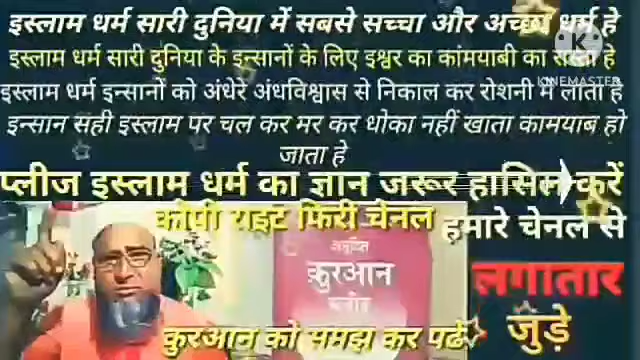 इस्लाम धर्म सारी दुनिया में सबसे सच्चा और अच्छा धर्म हे
इस्लाम धर्म सारी दुनिया के इन्सानों के लिए इश्वर का कांमयाबी का रास्ता हे
KINEMASTER
इस्लाम धर्म इन्सानों को अंधेरे अंधविश्वास से निकाल कर रोशनी में लाता हे
इन्सान सही इस्लाम पर चल कर मर कर धोका नहीं खाता कामयाब हो
जाता हे
प्लीज इस्लाम धर्म का ज्ञान जरूर हासिल करें
कोपी राइट फिरी चेनल
हमारे चेनल से
अनुदित
क़ुरआन
मजीद
लगातार
जुड़े
कुरआन को समझ कर पढें